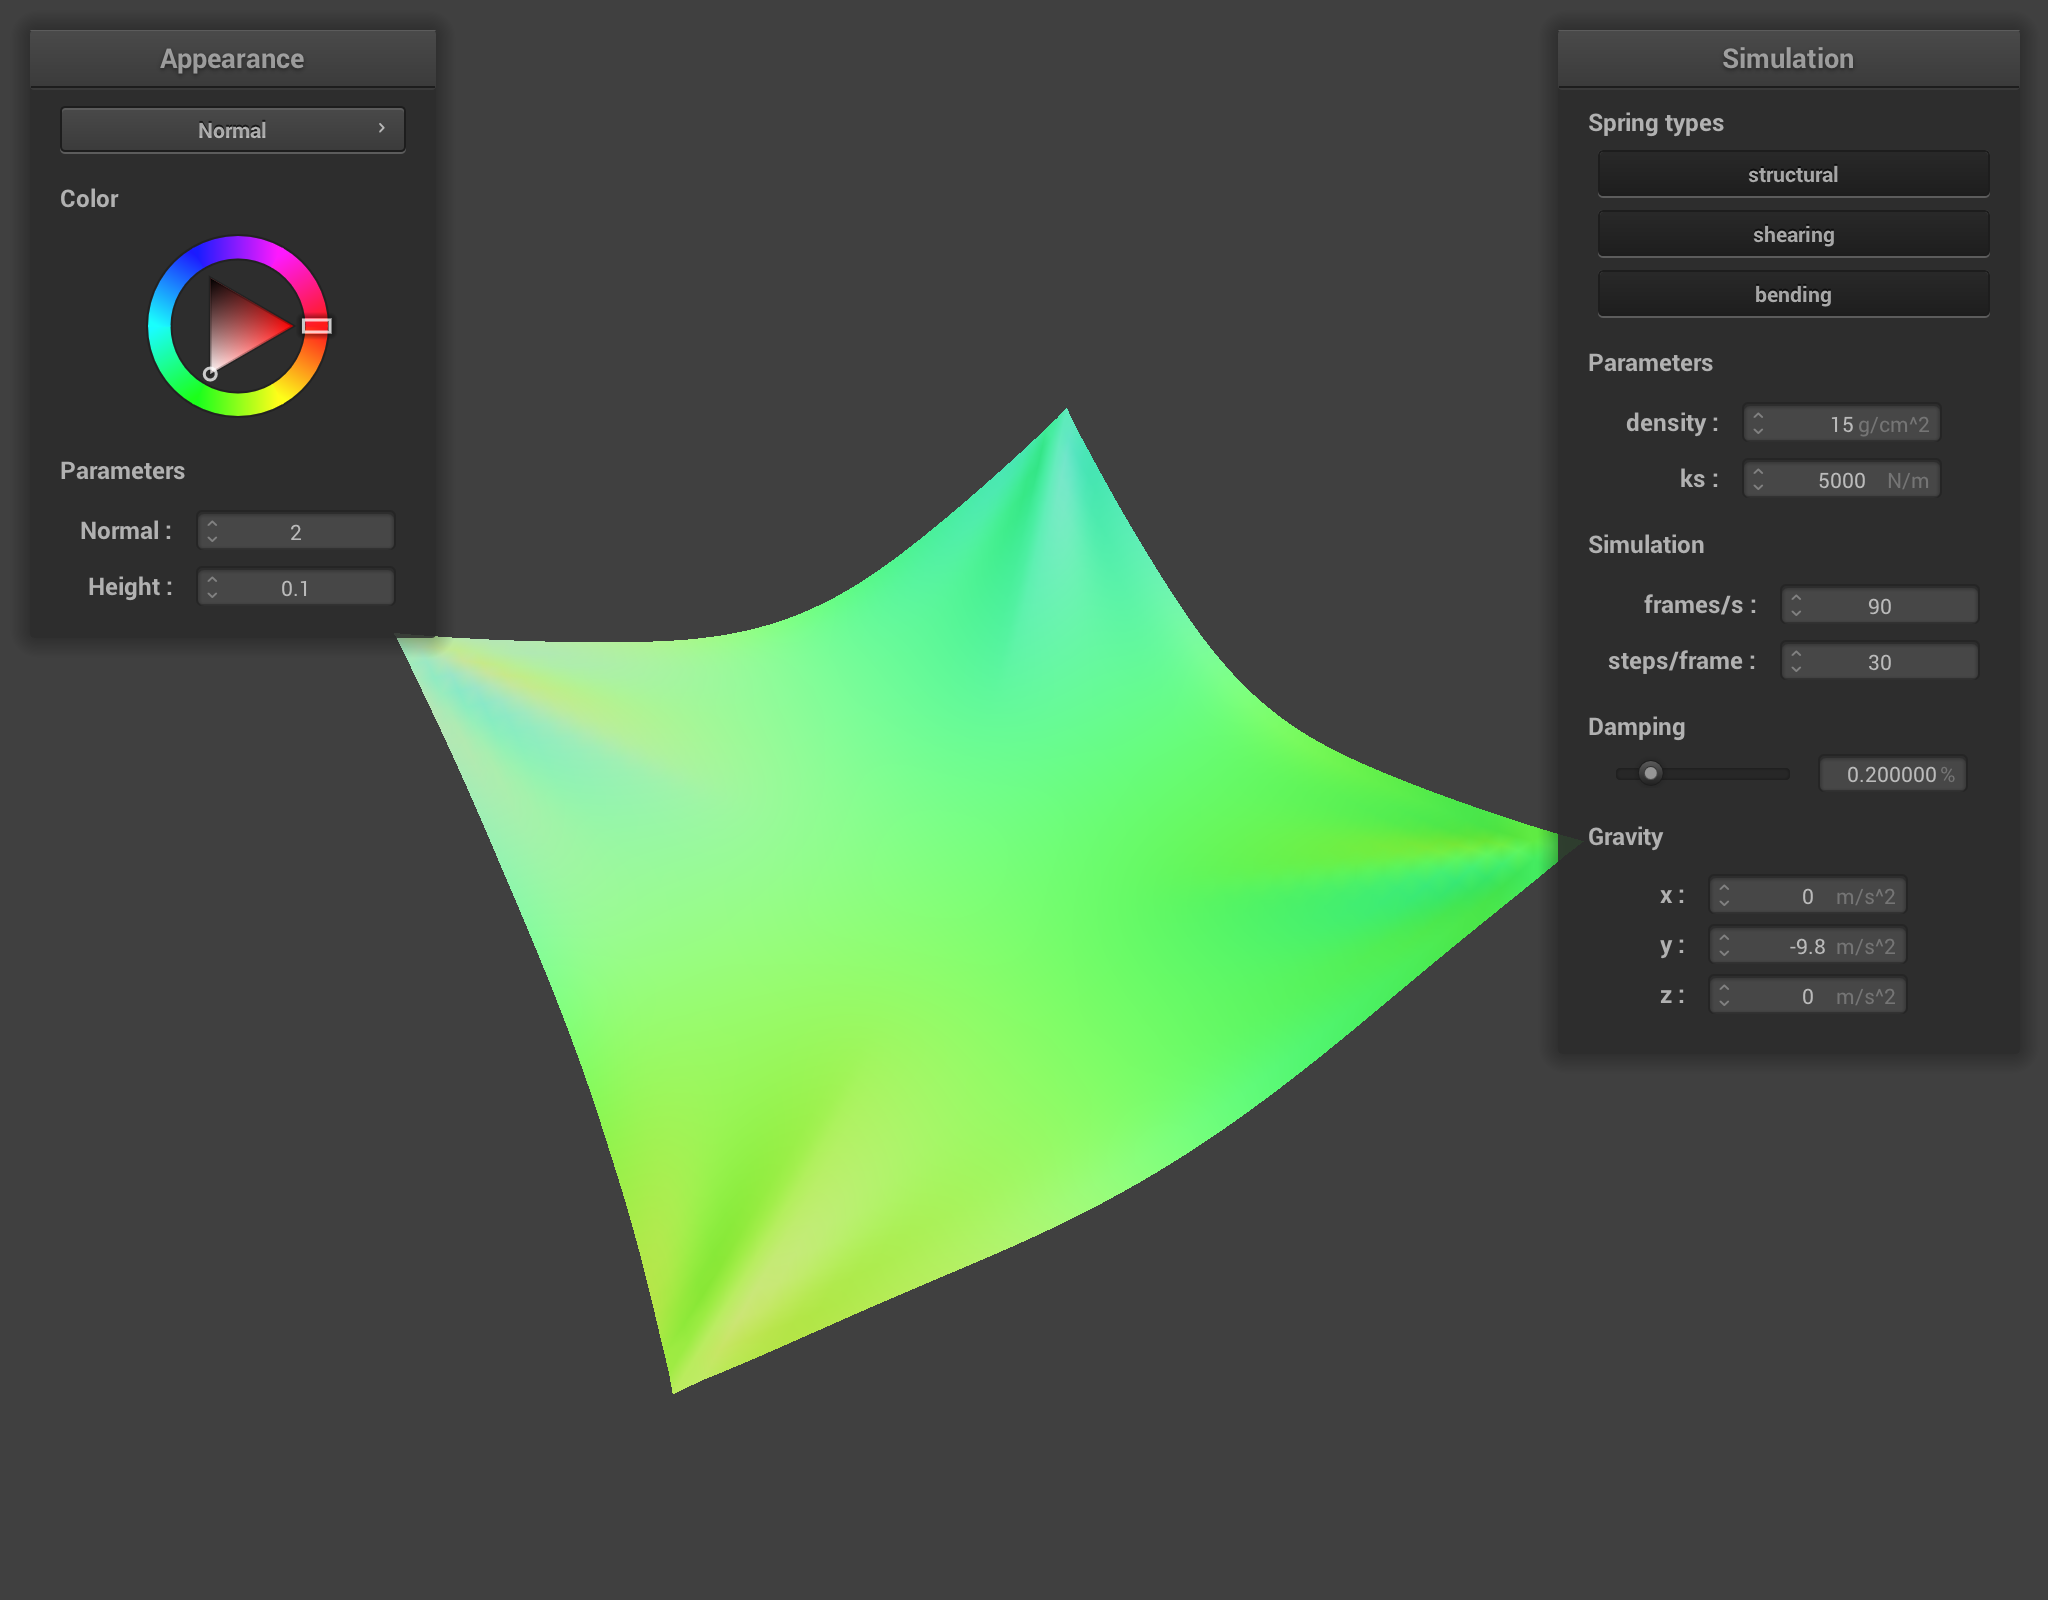 Appearance
Normal
Color
Parameters
Normal : 2
Height : 0.1
Simulation
Spring types
structural
shearing
bending
Parameters
density : 15 g/cm^2
ks : 5000 N/m
Simulation
frames/s : 90
steps/frame : 30
Damping
0.200000 %
Gravity
x : 0 m/s^2
y : -9.8 m/s^2
z : 0 m/s^2